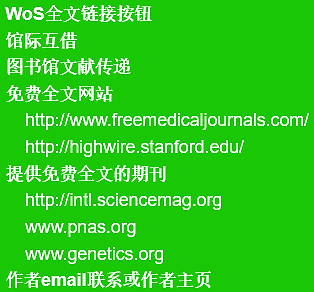 WoS全文链接按钮
馆际互借
图书馆文献传递
免费全文网站
http://www.freemedicaljournals.com/
http://highwire.stanford.edu/
提供免费全文的期刊
http://intl.sciencemag.org
www.pnas.org
www.genetics.org
作者email联系或作者主页